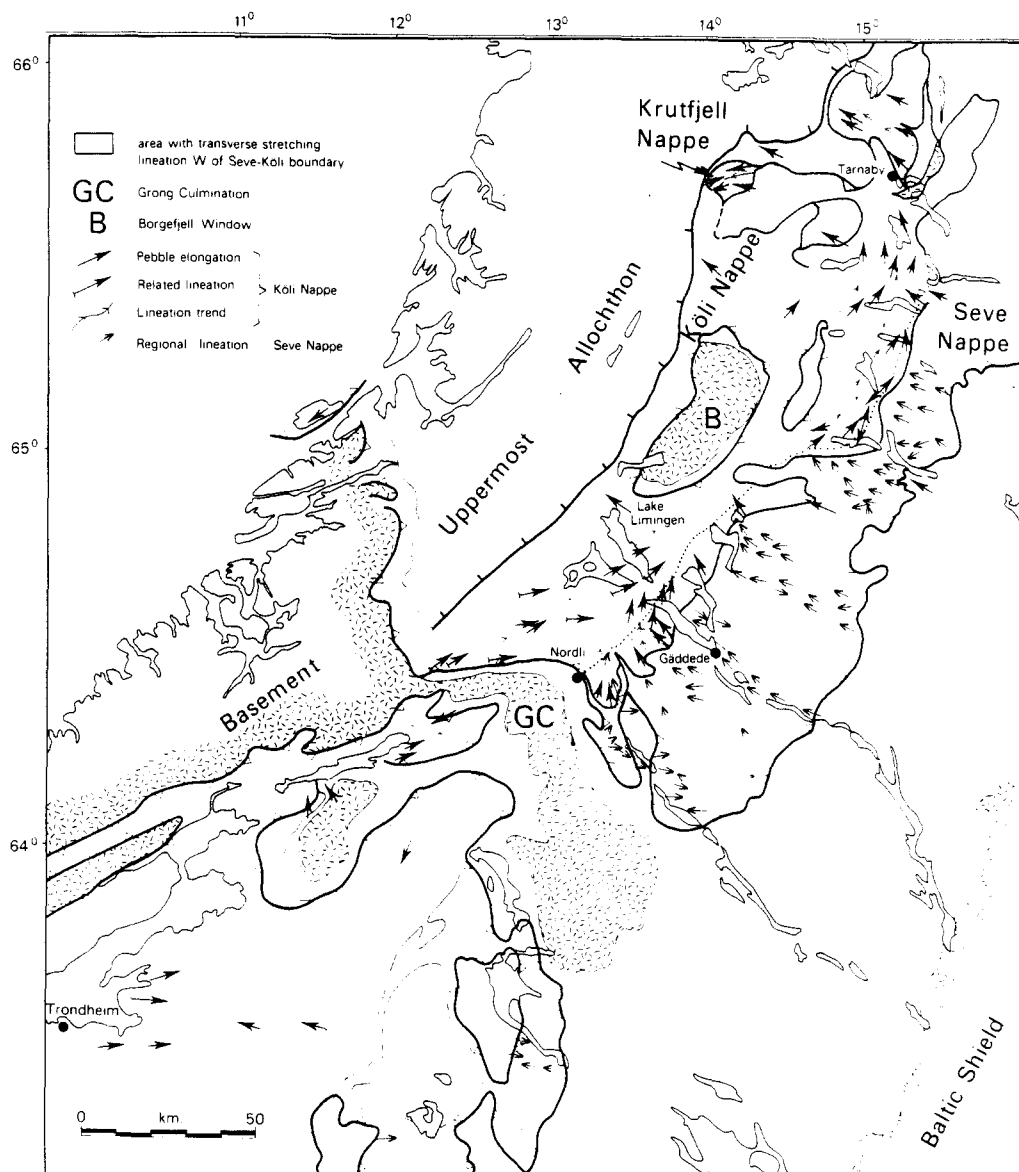 11° 12° 13° 14° 15°
66°
65°
64°
area with transverse stretching
lineation W of Seve-Köli boundary
GC Grong Culmination
B Borgefjell Window
Pebble elongation
Related lineation
Köli Nappe
Lineation trend
Regional lineation Seve Nappe
Krutfjell
Nappe
Tarnaby
Köli Nappe
Seve
Nappe
Uppermost Allochthon
B
Lake
Limingen
Nordli
Gäddede
GC
Basement
Trondheim
0 km. 50
Baltic Shield